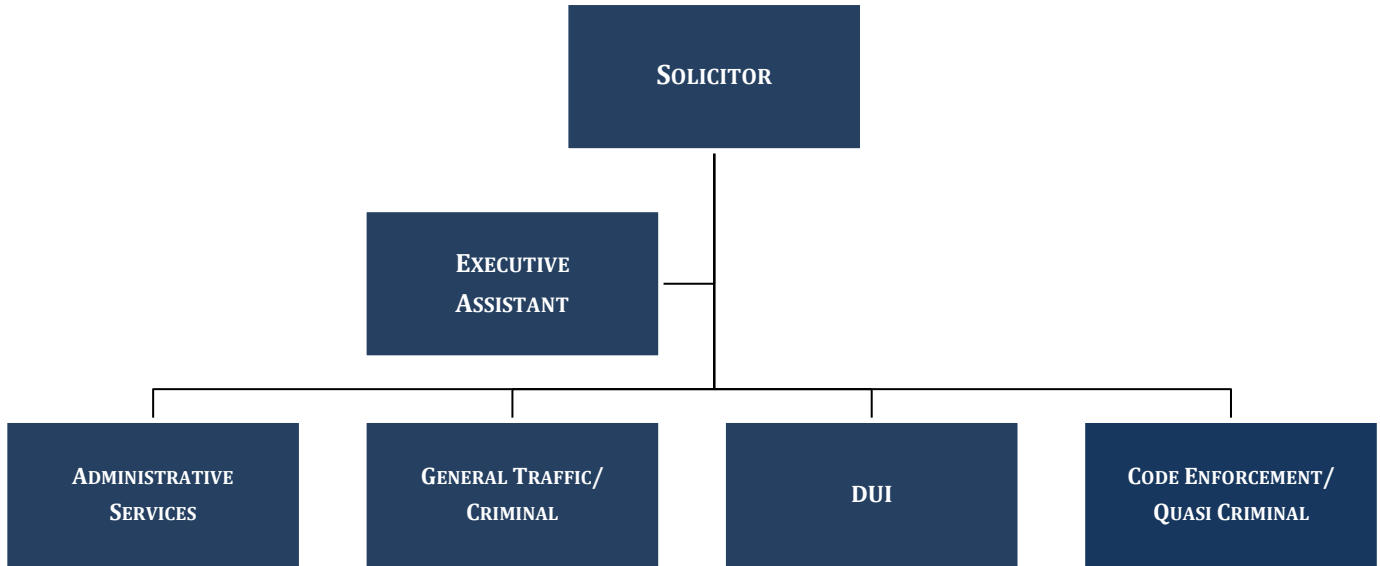 SOLICITOR
EXECUTIVE
ASSISTANT
ADMINISTRATIVE
SERVICES
GENERAL TRAFFIC/
CRIMINAL
DUI
CODE ENFORCEMENT/
QUASI CRIMINAL